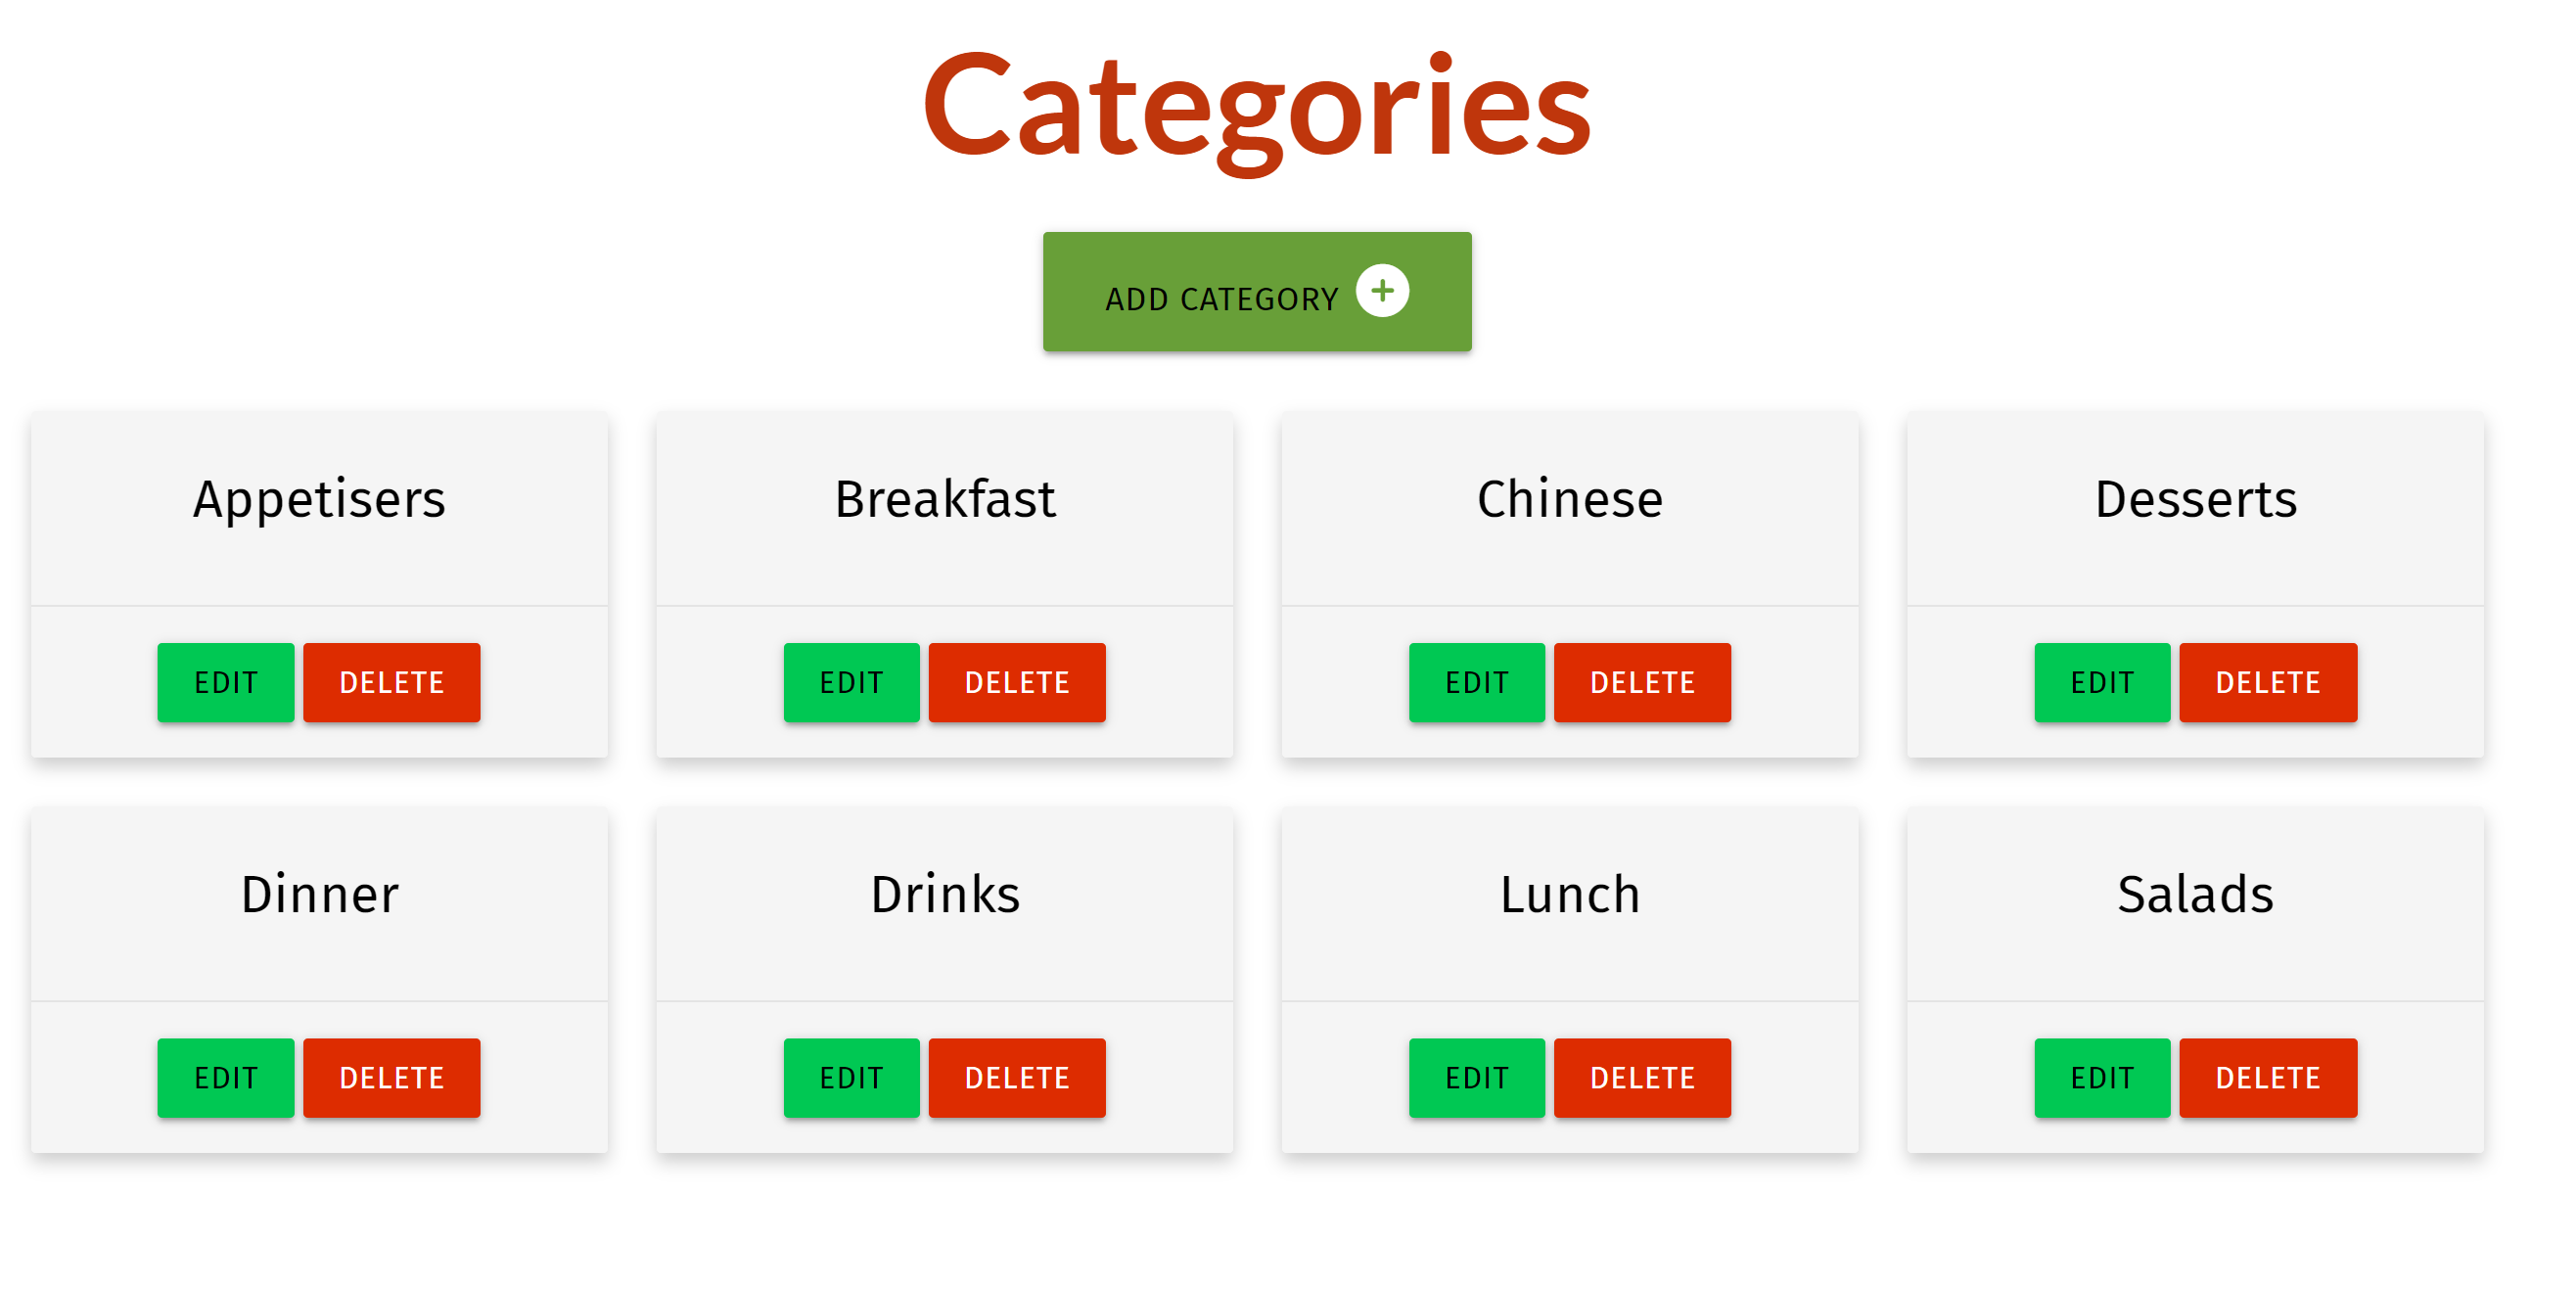 Categories
ADD CATEGORY
Appetisers Breakfast Chinese Desserts
EDIT DELETE EDIT DELETE EDIT DELETE EDIT DELETE
Dinner Drinks Lunch Salads
EDIT DELETE EDIT DELETE EDIT DELETE EDIT DELETE